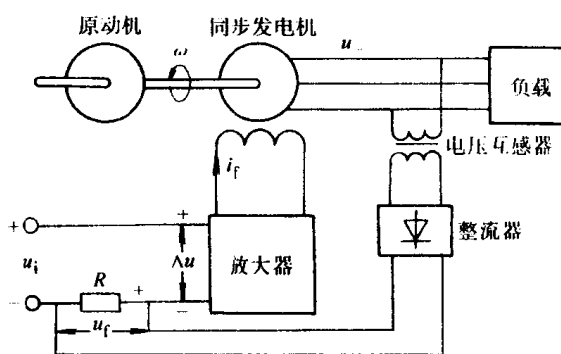 原动机
同步发电机
ω
u
负载
电压互感器
i_f
+
+
u_i
Δu
放大器
整流器
R
+
−
−
u_f